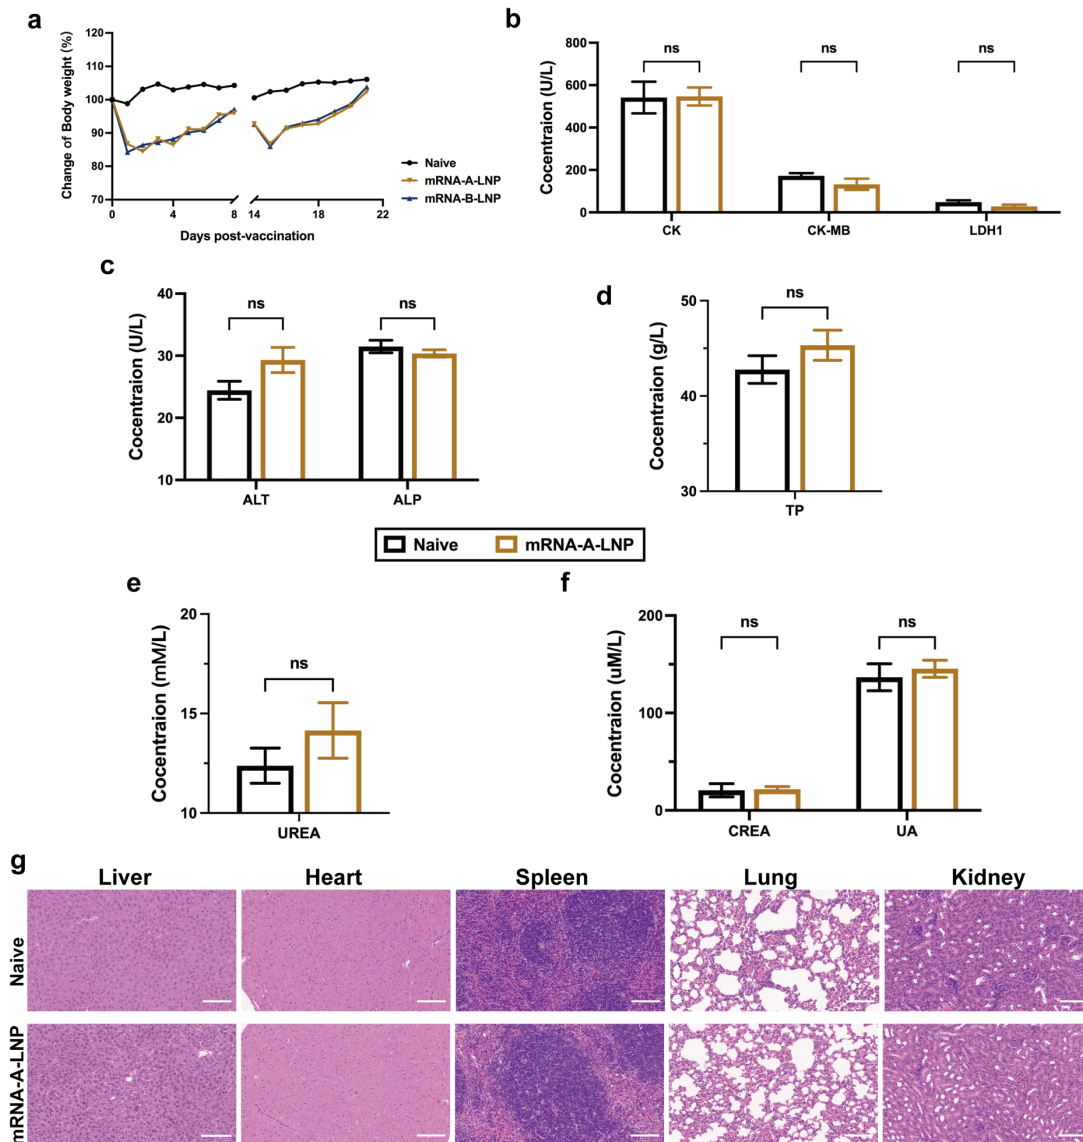 a
Change of Body weight (%)
120
110
100
90
80
70
0
4
8
14
18
22
Days post-vaccination
Naive
mRNA-A-LNP
mRNA-B-LNP
b
Cocentraion (U/L)
800
600
400
200
0
ns
ns
ns
CK
CK-MB
LDH1
c
Cocentraion (U/L)
40
30
20
10
ns
ns
ALT
ALP
d
Cocentraion (g/L)
50
40
30
ns
TP
Naive
mRNA-A-LNP
e
Cocentraion (mM/L)
20
15
10
ns
UREA
f
Cocentraion (uM/L)
200
100
0
ns
ns
CREA
UA
g
Liver Heart Spleen Lung Kidney
Naive
mRNA-A-LNP